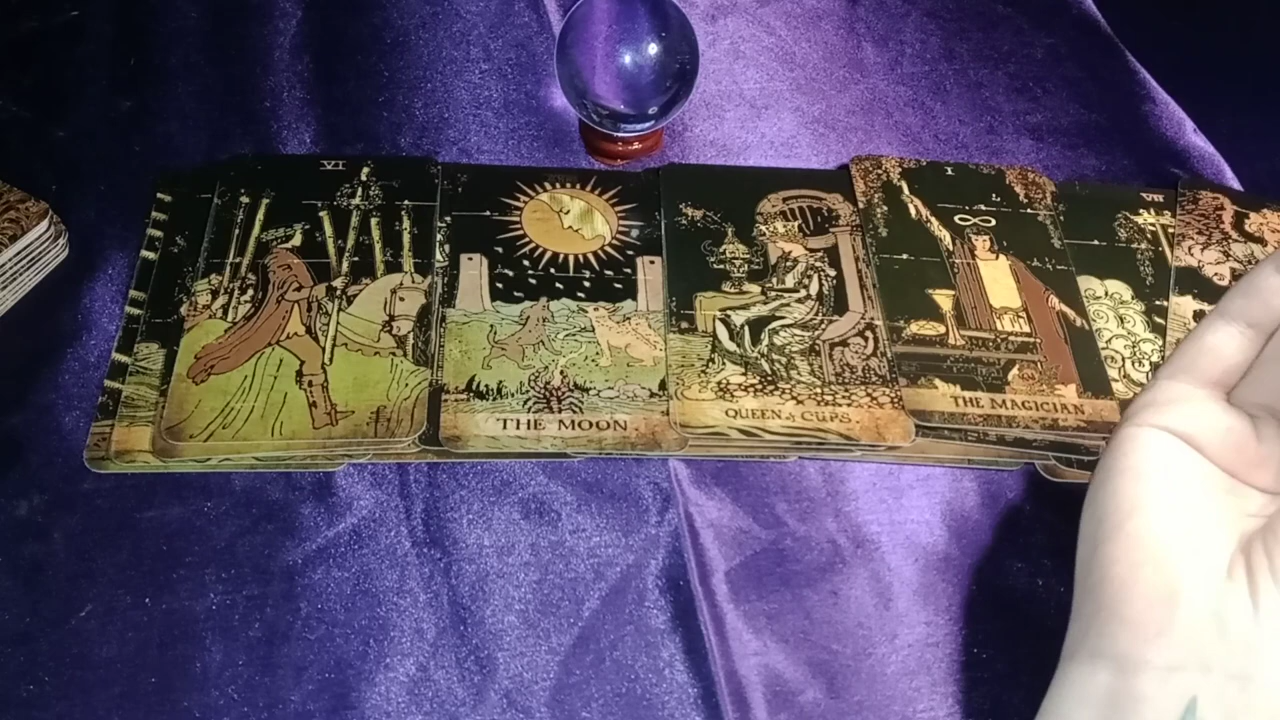 VI
THE MOON.
QUEEN of CUPS.
I
THE MAGICIAN
VII